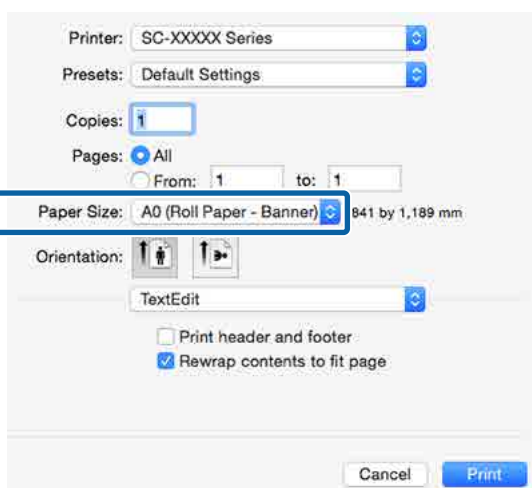 Printer: SC-XXXXX Series
Presets: Default Settings
Copies: 1
Pages: All
From: 1 to: 1
Paper Size: A0 (Roll Paper - Banner) 841 by 1,189 mm
Orientation:
TextEdit
Print header and footer
Rewrap contents to fit page
Cancel Print